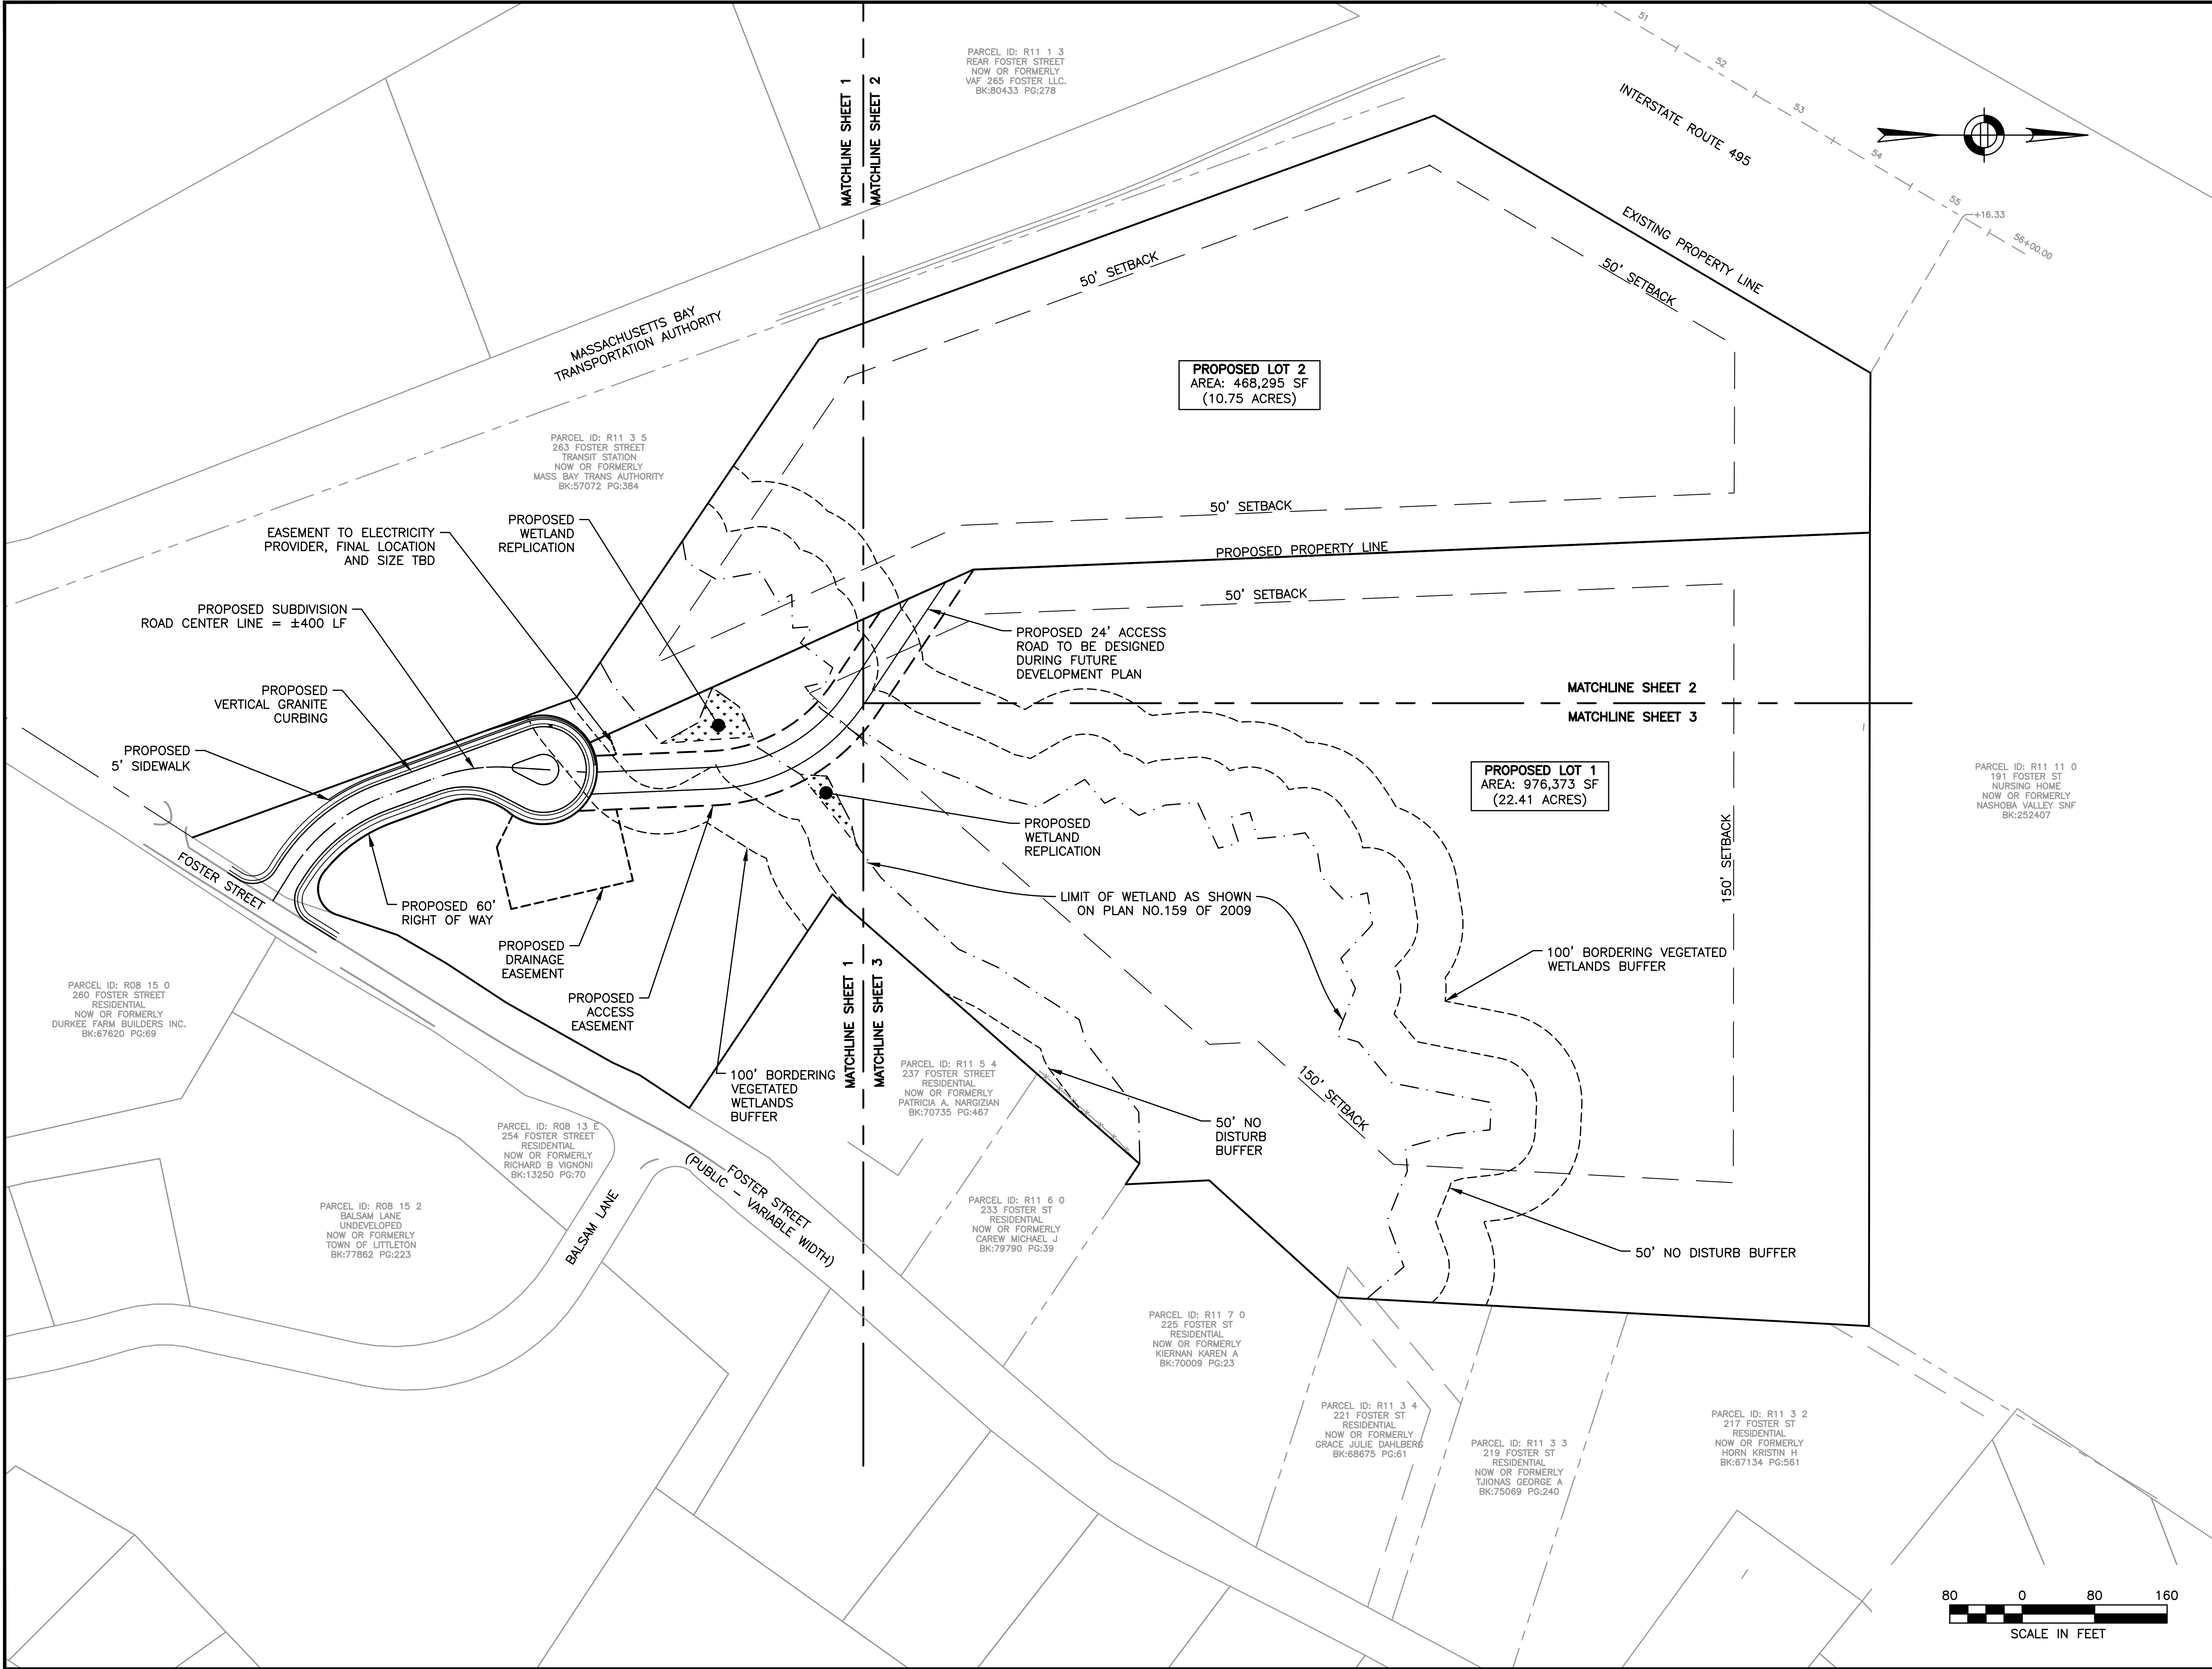 PARCEL ID: R11 1 3
REAR FOSTER STREET
NOW OR FORMERLY
VAF 265 FOSTER LLC.
BK:80433 PG:278
MATCHLINE SHEET 1
MATCHLINE SHEET 2
51
52
53
54
55
+16.33
56+00.00
INTERSTATE ROUTE 495
EXISTING PROPERTY LINE
50' SETBACK
50' SETBACK
MASSACHUSETTS BAY
TRANSPORTATION AUTHORITY
PROPOSED LOT 2
AREA: 468,295 SF
(10.75 ACRES)
PARCEL ID: R11 3 5
263 FOSTER STREET
TRANSIT STATION
NOW OR FORMERLY
MASS BAY TRANS AUTHORITY
BK:57072 PG:384
50' SETBACK
PROPOSED
WETLAND
REPLICATION
EASEMENT TO ELECTRICITY
PROVIDER, FINAL LOCATION
AND SIZE TBD
PROPOSED PROPERTY LINE
50' SETBACK
PROPOSED SUBDIVISION
ROAD CENTER LINE = ±400 LF
PROPOSED 24' ACCESS
ROAD TO BE DESIGNED
DURING FUTURE
DEVELOPMENT PLAN
PROPOSED
VERTICAL GRANITE
CURBING
MATCHLINE SHEET 2
MATCHLINE SHEET 3
PROPOSED
5' SIDEWALK
PROPOSED LOT 1
AREA: 976,373 SF
(22.41 ACRES)
PARCEL ID: R11 11 0
191 FOSTER ST
NURSING HOME
NOW OR FORMERLY
NASHOBA VALLEY SNF
BK:252407
PROPOSED
WETLAND
REPLICATION
150' SETBACK
FOSTER STREET
PROPOSED 60'
RIGHT OF WAY
LIMIT OF WETLAND AS SHOWN
ON PLAN NO.159 OF 2009
PROPOSED
DRAINAGE
EASEMENT
100' BORDERING VEGETATED
WETLANDS BUFFER
PARCEL ID: R08 15 0
260 FOSTER STREET
RESIDENTIAL
NOW OR FORMERLY
DURKEE FARM BUILDERS INC.
BK:67620 PG:69
PROPOSED
ACCESS
EASEMENT
MATCHLINE SHEET 1
MATCHLINE SHEET 3
100' BORDERING
VEGETATED
WETLANDS
BUFFER
PARCEL ID: R11 5 4
237 FOSTER STREET
RESIDENTIAL
NOW OR FORMERLY
PATRICIA A. NARGIZIAN
BK:70735 PG:467
150' SETBACK
50' NO
DISTURB
BUFFER
PARCEL ID: R08 13 E
254 FOSTER STREET
RESIDENTIAL
NOW OR FORMERLY
RICHARD B VIGNONI
BK:13250 PG:70
FOSTER STREET
(PUBLIC - VARIABLE WIDTH)
BALSAM LANE
PARCEL ID: R08 15 2
BALSAM LANE
UNDEVELOPED
NOW OR FORMERLY
TOWN OF LITTLETON
BK:77862 PG:223
PARCEL ID: R11 6 0
233 FOSTER ST
RESIDENTIAL
NOW OR FORMERLY
CAREW MICHAEL J
BK:79790 PG:39
50' NO DISTURB BUFFER
PARCEL ID: R11 7 0
225 FOSTER ST
RESIDENTIAL
NOW OR FORMERLY
KIERNAN KAREN A
BK:70009 PG:23
PARCEL ID: R11 3 4
221 FOSTER ST
RESIDENTIAL
NOW OR FORMERLY
GRACE JULIE DAHLBERG
BK:68675 PG:61
PARCEL ID: R11 3 3
219 FOSTER ST
RESIDENTIAL
NOW OR FORMERLY
TJIONAS GEORGE A
BK:75069 PG:240
PARCEL ID: R11 3 2
217 FOSTER ST
RESIDENTIAL
NOW OR FORMERLY
HORN KRISTIN H
BK:67134 PG:561
80 0 80 160
SCALE IN FEET